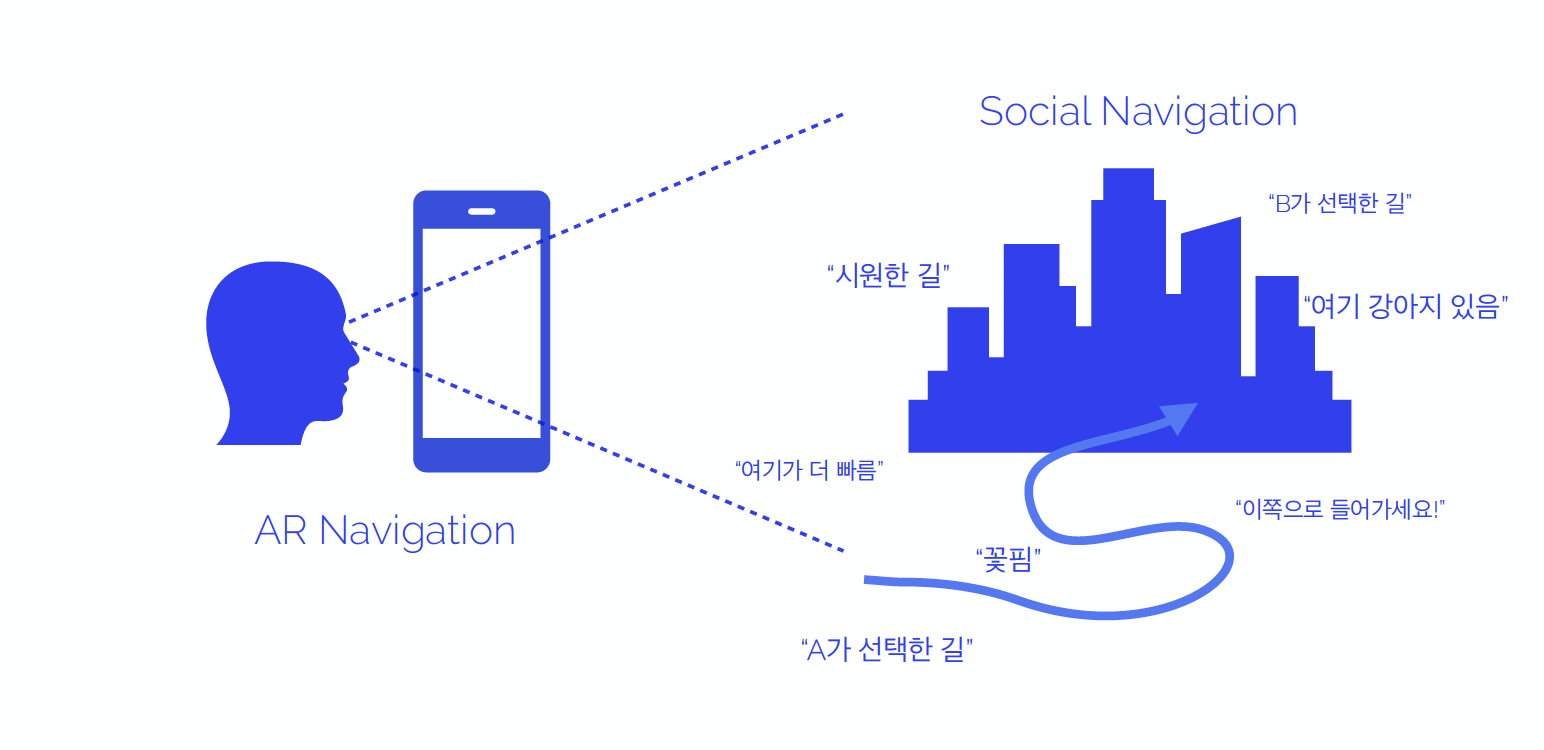 Social Navigation
“B가 선택한 길”
“시원한 길”
“여기 강아지 있음”
“여기가 더 빠름”
“이쪽으로 들어가세요!”
AR Navigation
“꽃핌”
“A가 선택한 길”